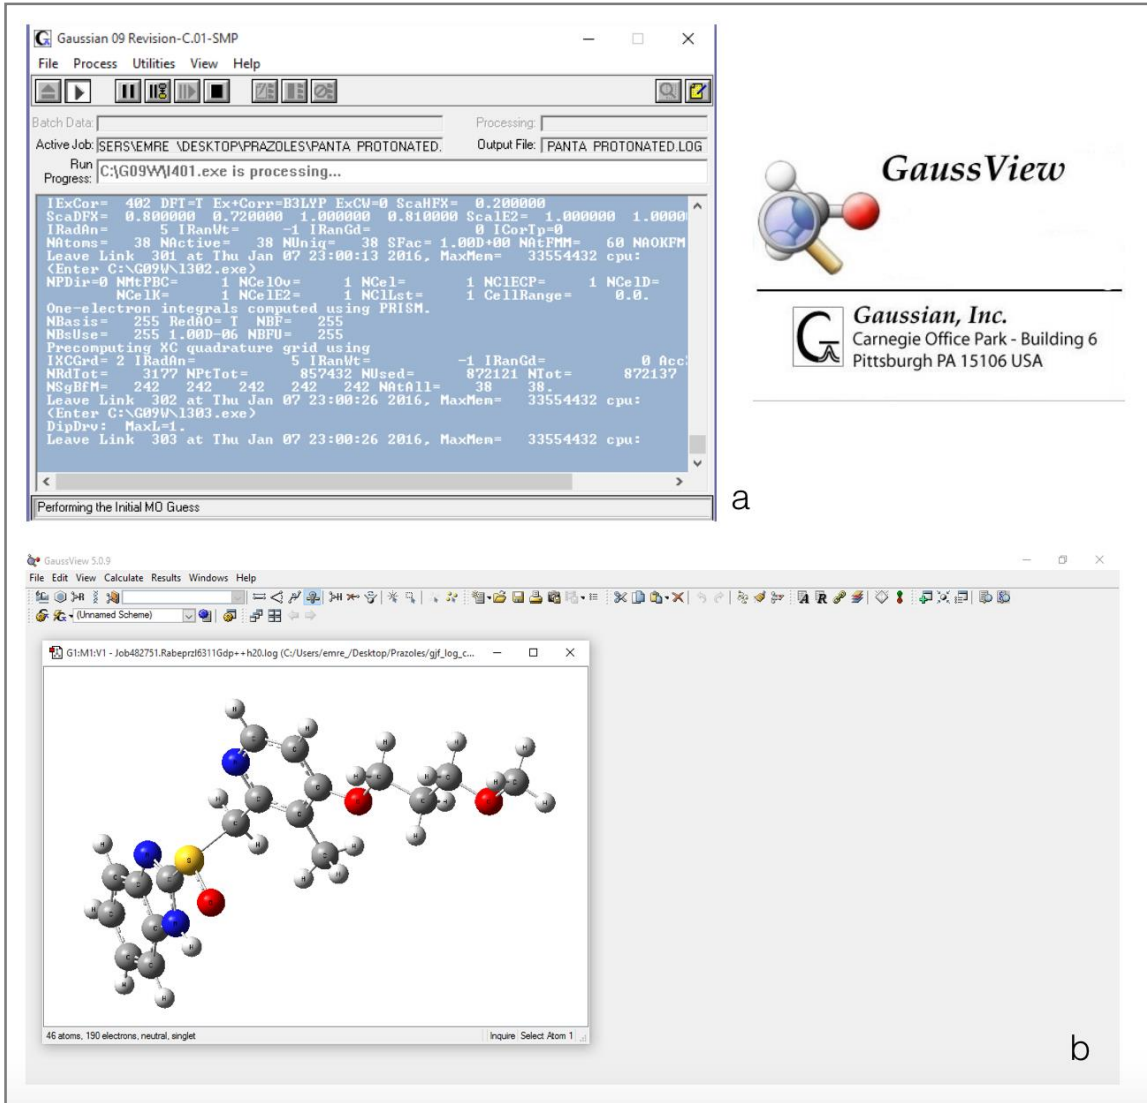 Gaussian 09 Revision-C.01-SMP
File Process Utilities View Help
Batch Data: Processing:
Active Job: SERS\EMRE \DESKTOP\PRAZOLES\PANTA PROTONATED. Output File: PANTA PROTONATED.LOG
Run Progress: C:\G09W\l401.exe is processing...
IExCor= 402 DFT=T Ex+Corr=B3LYP ExCW=0 ScaHFX= 0.200000
ScaDFX= 0.800000 0.720000 1.000000 0.810000 ScalE2= 1.000000 1.0000
IRadAn= 5 IRanWt= -1 IRanGd= 0 ICorTp=0
NAtoms= 38 NActive= 38 NUniq= 38 SFac= 1.00D+00 NAtFMM= 60 NAOKFM
Leave Link 301 at Thu Jan 07 23:00:13 2016, MaxMem= 33554432 cpu:
(Enter C:\G09W\l302.exe)
NPDir=0 NMtPBC= 1 NCelOv= 1 NCel= 1 NClECP= 1 NCelD=
NCelK= 1 NCelE2= 1 NClLst= 1 CellRange= 0.0.
One-electron integrals computed using PRISM.
NBasis= 255 RedAO= T NBF= 255
NBsUse= 255 1.00D-06 NBFU= 255
Precomputing XC quadrature grid using
IXCGrd= 2 IRadAn= 5 IRanWt= -1 IRanGd= 0 Acc
NRdTot= 3177 NPtTot= 857432 NUsed= 872121 NTot= 872137
NSgBfM= 242 242 242 242 242 NAtAll= 38 38.
Leave Link 302 at Thu Jan 07 23:00:26 2016, MaxMem= 33554432 cpu:
(Enter C:\G09W\l303.exe)
DipDrv: MaxL=1.
Leave Link 303 at Thu Jan 07 23:00:26 2016, MaxMem= 33554432 cpu:
Performing the Initial MO Guess
GaussView
Gaussian, Inc.
Carnegie Office Park - Building 6
Pittsburgh PA 15106 USA
a
GaussView 5.0.9
File Edit View Calculate Results Windows Help
(Unnamed Scheme)
G1:M1:V1 - Job482751.Rabeprzl6311Gdp++h20.log (C:/Users/emre_/Desktop/Prazoles/gjf_log_c...
46 atoms, 190 electrons, neutral, singlet Inquire Select Atom 1
b